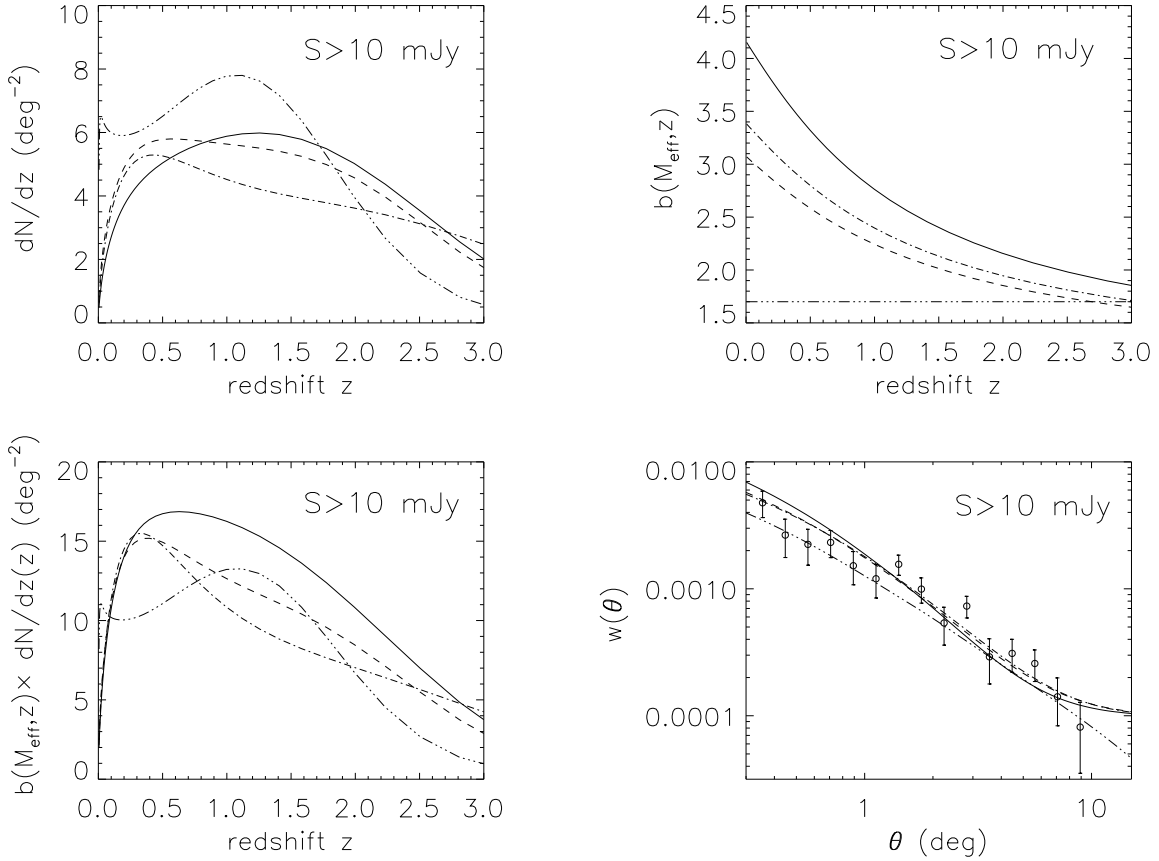 10
8
6
4
2
0
dN/dz (deg⁻²)
S>10 mJy
0.0 0.5 1.0 1.5 2.0 2.5 3.0
redshift z
4.5
4.0
3.5
3.0
2.5
2.0
1.5
b(M_eff,z)
S>10 mJy
0.0 0.5 1.0 1.5 2.0 2.5 3.0
redshift z
20
15
10
5
0
b(M_eff,z)× dN/dz(z) (deg⁻²)
S>10 mJy
0.0 0.5 1.0 1.5 2.0 2.5 3.0
redshift z
0.0100
0.0010
0.0001
w(θ)
S>10 mJy
1 10
θ (deg)